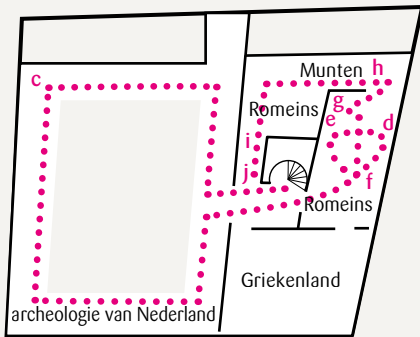 Munten h
c
Romeins g
e d
i
j f
Romeins
Griekenland
archeologie van Nederland